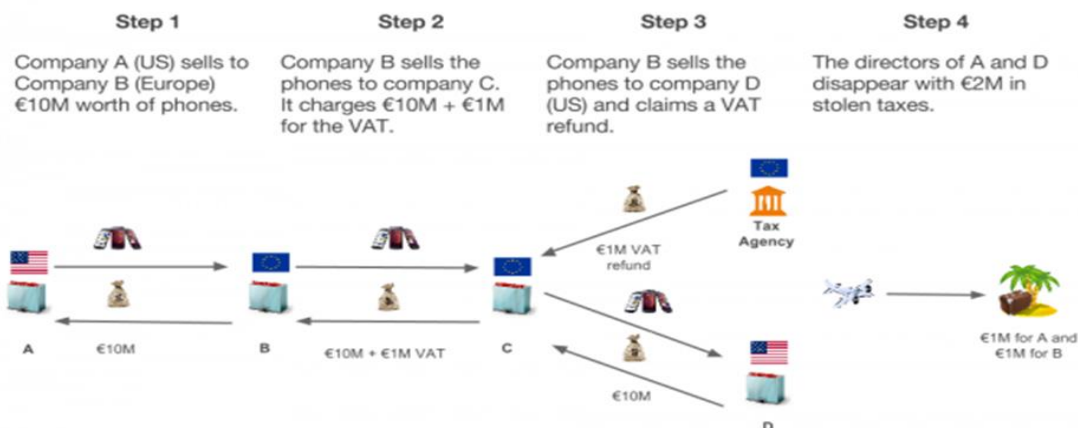 Step 1
Company A (US) sells to
Company B (Europe)
€10M worth of phones.
Step 2
Company B sells the
phones to company C.
It charges €10M + €1M
for the VAT.
Step 3
Company B sells the
phones to company D
(US) and claims a VAT
refund.
Step 4
The directors of A and D
disappear with €2M in
stolen taxes.
Tax
Agency
€1M VAT
refund
A
€10M
B
€10M + €1M VAT
C
€10M
D
€1M for A and
€1M for B